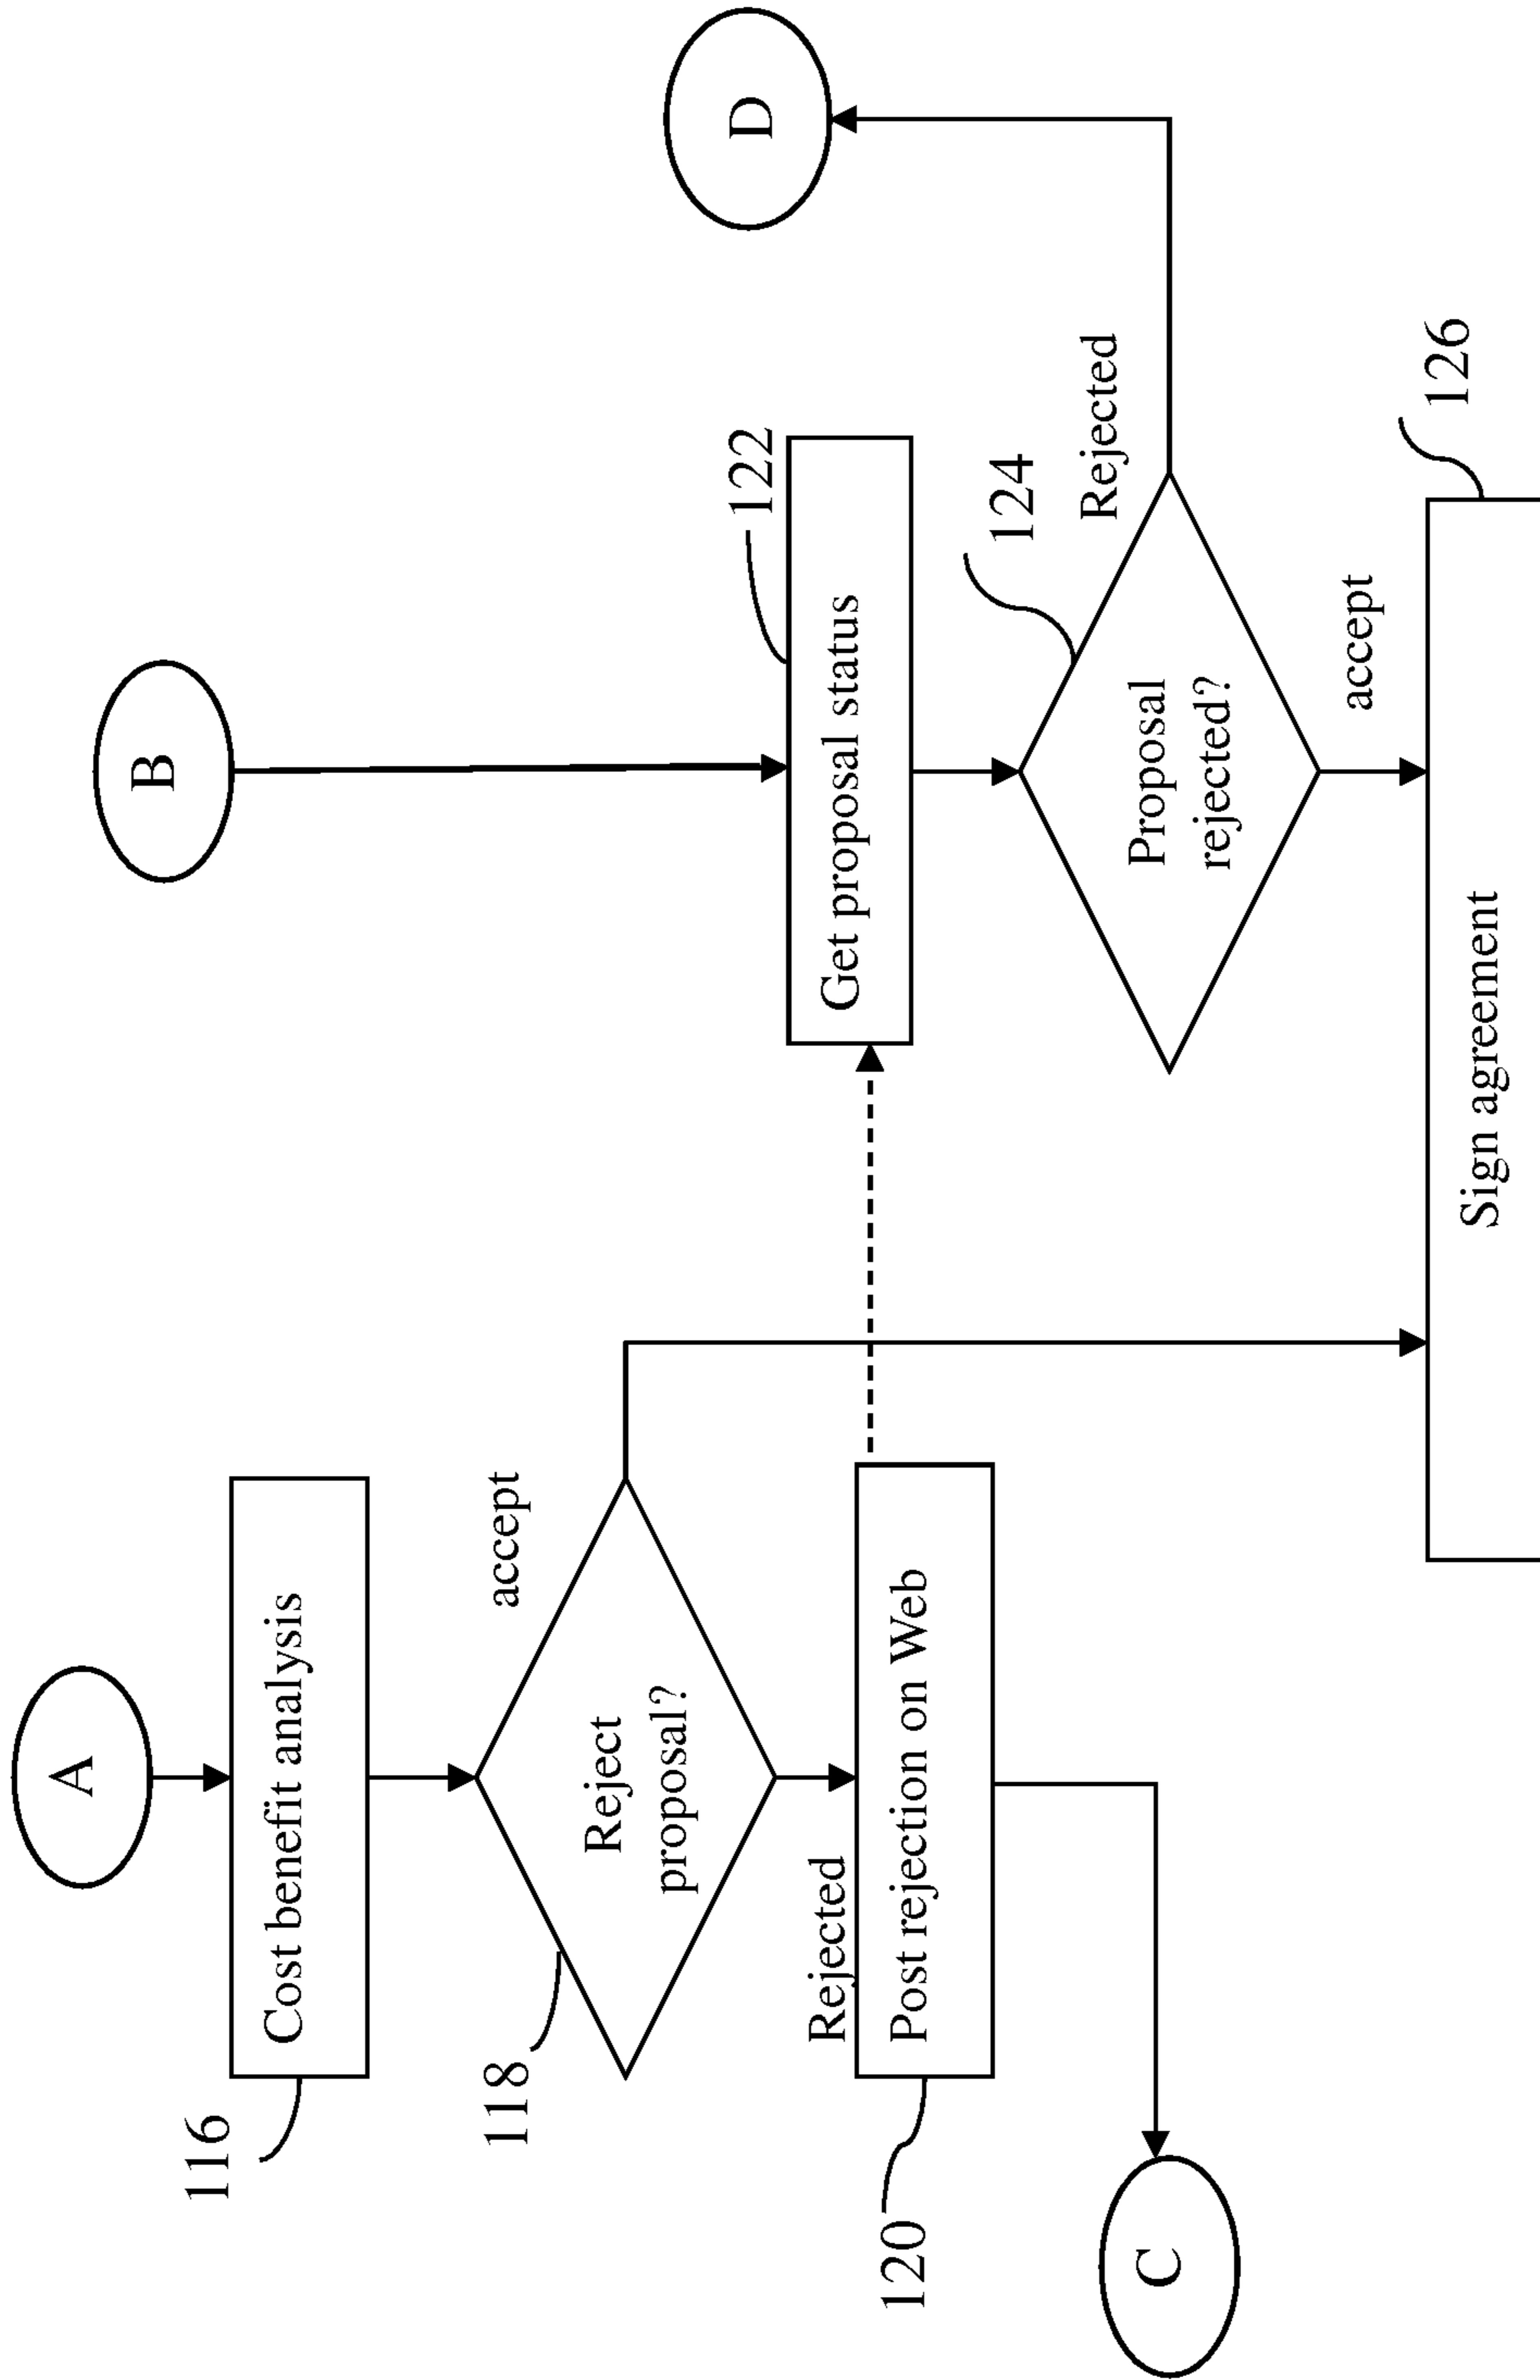 A
B
116
Cost benefit analysis
118
accept
Reject
proposal?
D
122
Get proposal status
Rejected
120
Post rejection on Web
124
Rejected
Proposal
rejected?
C
accept
126
Sign agreement